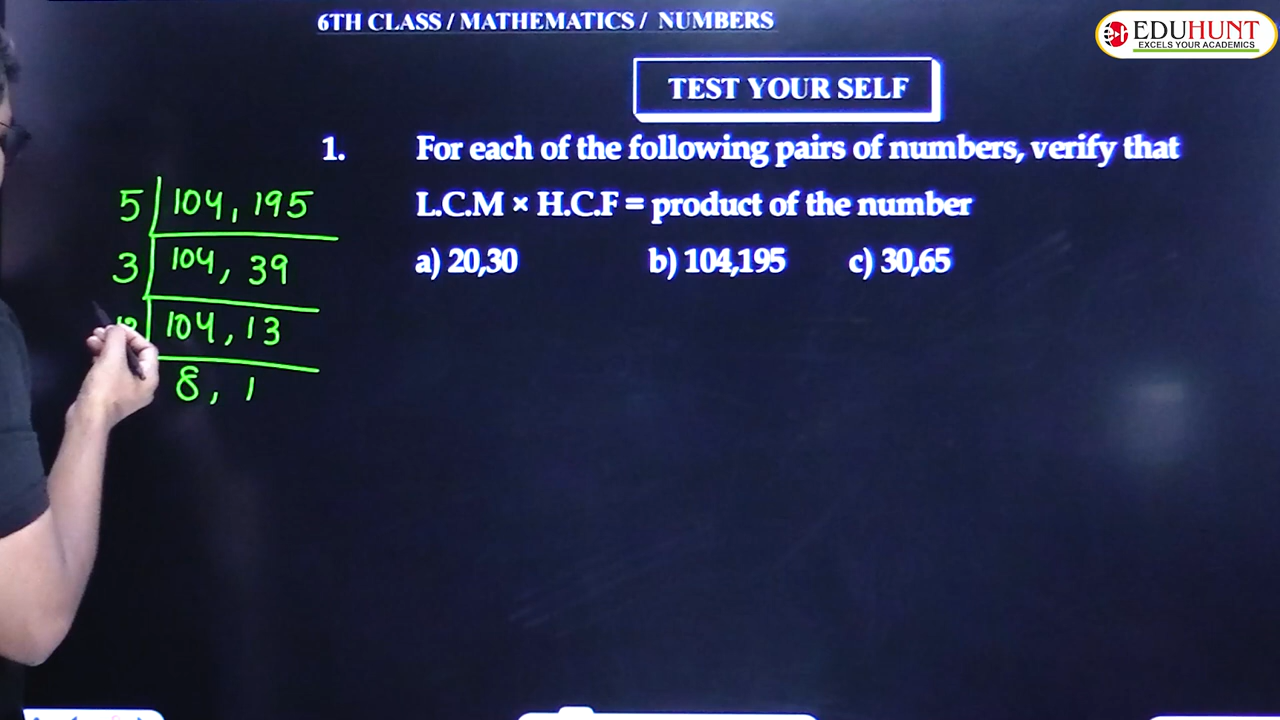 6TH CLASS / MATHEMATICS / NUMBERS
EDUHUNT
EXCELS YOUR ACADEMICS
TEST YOUR SELF
1. For each of the following pairs of numbers, verify that
L.C.M × H.C.F = product of the number
a) 20,30 b) 104,195 c) 30,65
5 104, 195
3 104, 39
104, 13
8, 1